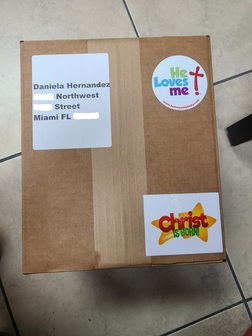 Daniela Hernandez
Northwest
Street
Miami FL
He
Loves
me
Christ